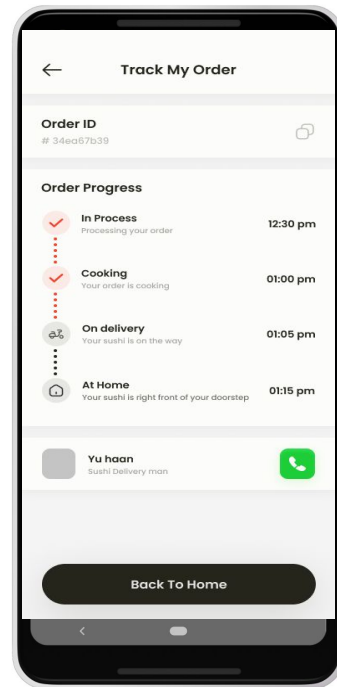 Track My Order
Order ID
# 34ea67b39
Order Progress
In Process
Processing your order
12:30 pm
Cooking
Your order is cooking
01:00 pm
On delivery
Your sushi is on the way
01:05 pm
At Home
Your sushi is right front of your doorstep
01:15 pm
Yu haan
Sushi Delivery man
Back To Home